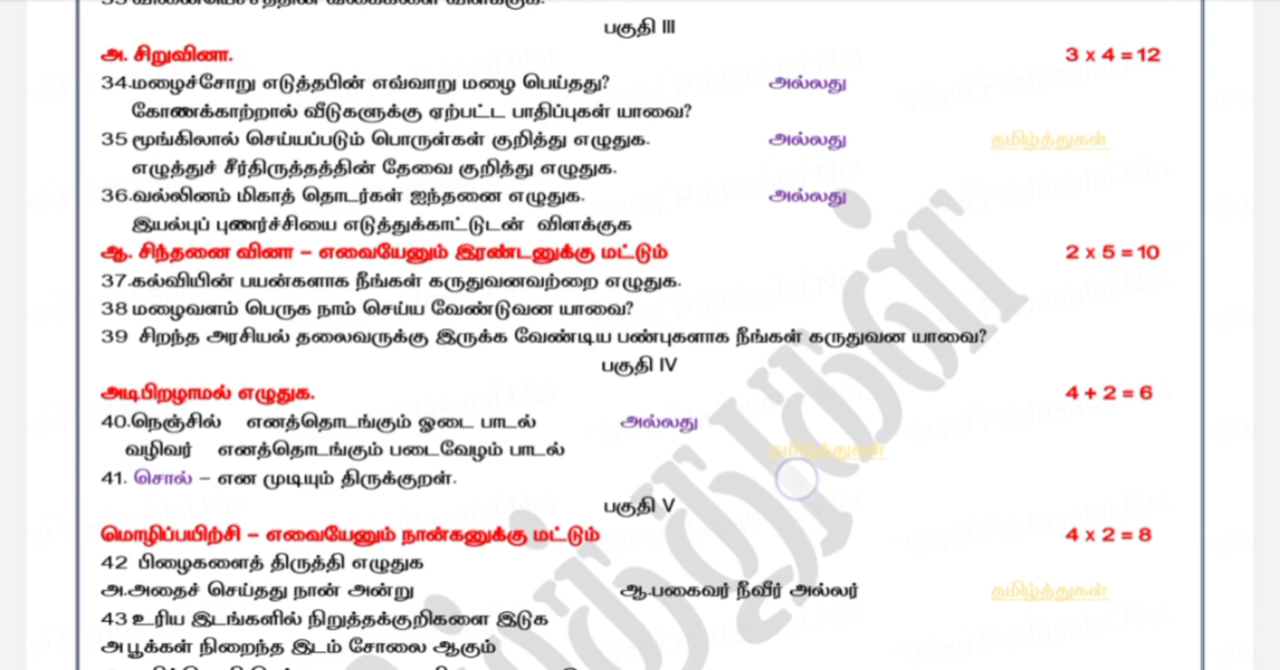 பகுதி III
அ. சிறுவினா. 3 x 4 = 12
34.மழைச்சோறு எடுத்தபின் எவ்வாறு மழை பெய்தது? அல்லது
கோணக்காற்றால் வீடுகளுக்கு ஏற்பட்ட பாதிப்புகள் யாவை?
35 மூங்கிலால் செய்யப்படும் பொருள்கள் குறித்து எழுதுக. அல்லது தமிழ்த்துகள்
எழுத்துச் சீர்திருத்தத்தின் தேவை குறித்து எழுதுக.
36.வல்லினம் மிகாத் தொடர்கள் ஐந்தனை எழுதுக. அல்லது
இயல்புப் புணர்ச்சியை எடுத்துக்காட்டுடன் விளக்குக
ஆ. சிந்தனை வினா – எவையேனும் இரண்டனுக்கு மட்டும் 2 x 5 = 10
37.கல்வியின் பயன்களாக நீங்கள் கருதுவனவற்றை எழுதுக.
38 மழைவளம் பெருக நாம் செய்ய வேண்டுவன யாவை?
39 சிறந்த அரசியல் தலைவருக்கு இருக்க வேண்டிய பண்புகளாக நீங்கள் கருதுவன யாவை?
பகுதி IV
அடிபிறழாமல் எழுதுக. 4 + 2 = 6
40.நெஞ்சில் எனத்தொடங்கும் ஓடை பாடல் அல்லது
வழிவர் எனத்தொடங்கும் படைவேழம் பாடல் தமிழ்த்துகள்
41. சொல் – என முடியும் திருக்குறள்.
பகுதி V
மொழிப்பயிற்சி – எவையேனும் நான்கனுக்கு மட்டும் 4 x 2 = 8
42 பிழைகளைத் திருத்தி எழுதுக
அ.அதைச் செய்தது நான் அன்று ஆ.பகைவர் நீவீர் அல்லர் தமிழ்த்துகள்
43 உரிய இடங்களில் நிறுத்தக்குறிகளை இடுக
அ பூக்கள் நிறைந்த இடம் சோலை ஆகும்